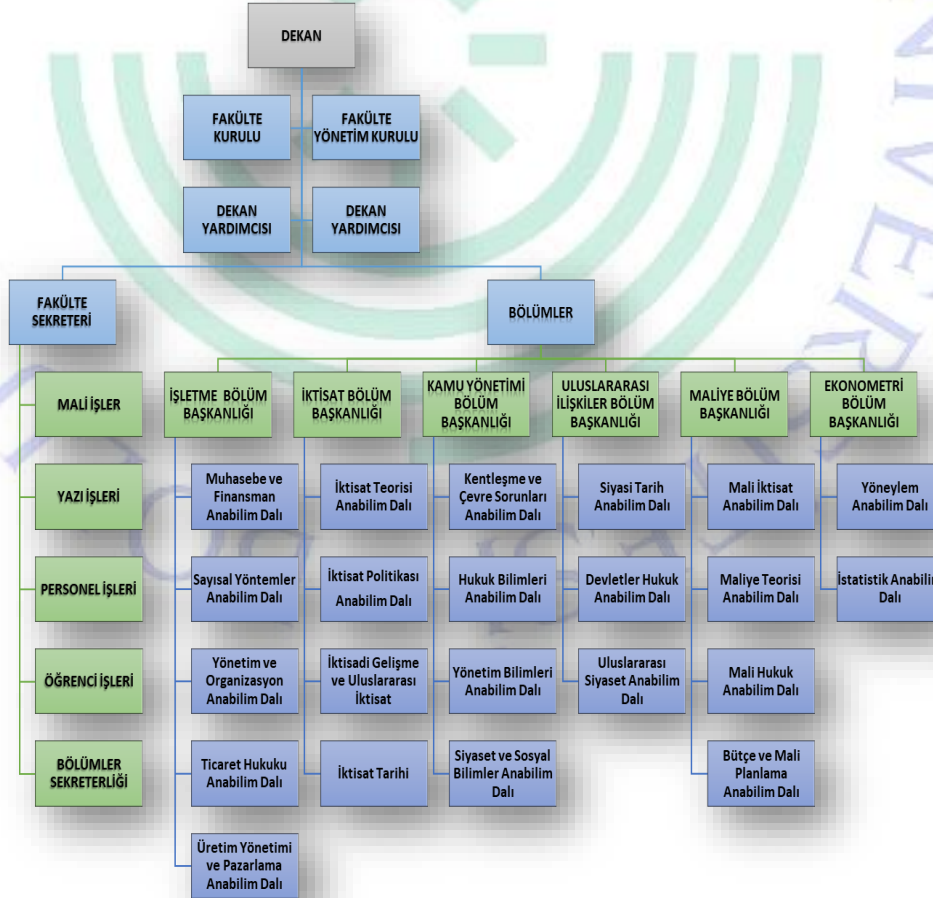 DEKAN
FAKÜLTE
KURULU
FAKÜLTE
YÖNETİM KURULU
DEKAN
YARDIMCISI
DEKAN
YARDIMCISI
FAKÜLTE
SEKRETERİ
BÖLÜMLER
MALİ İŞLER
YAZI İŞLERİ
PERSONEL İŞLERİ
ÖĞRENCİ İŞLERİ
BÖLÜMLER
SEKRETERLİĞİ
İŞLETME BÖLÜM
BAŞKANLIĞI
Muhasebe ve
Finansman
Anabilim Dalı
Sayısal Yöntemler
Anabilim Dalı
Yönetim ve
Organizasyon
Anabilim Dalı
Ticaret Hukuku
Anabilim Dalı
Üretim Yönetimi
ve Pazarlama
Anabilim Dalı
İKTİSAT BÖLÜM
BAŞKANLIĞI
İktisat Teorisi
Anabilim Dalı
İktisat Politikası
Anabilim Dalı
İktisadi Gelişme
ve Uluslararası
İktisat
İktisat Tarihi
KAMU YÖNETİMİ
BÖLÜM
BAŞKANLIĞI
Kentleşme ve
Çevre Sorunları
Anabilim Dalı
Hukuk Bilimleri
Anabilim Dalı
Yönetim Bilimleri
Anabilim Dalı
Siyaset ve Sosyal
Bilimler Anabilim
Dalı
ULUSLARARASI
İLİŞKİLER BÖLÜM
BAŞKANLIĞI
Siyasi Tarih
Anabilim Dalı
Devletler Hukuk
Anabilim Dalı
Uluslararası
Siyaset Anabilim
Dalı
MALİYE BÖLÜM
BAŞKANLIĞI
Mali İktisat
Anabilim Dalı
Maliye Teorisi
Anabilim Dalı
Mali Hukuk
Anabilim Dalı
Bütçe ve Mali
Planlama
Anabilim Dalı
EKONOMETRİ
BÖLÜM
BAŞKANLIĞI
Yöneylem
Anabilim Dalı
İstatistik Anabilim
Dalı